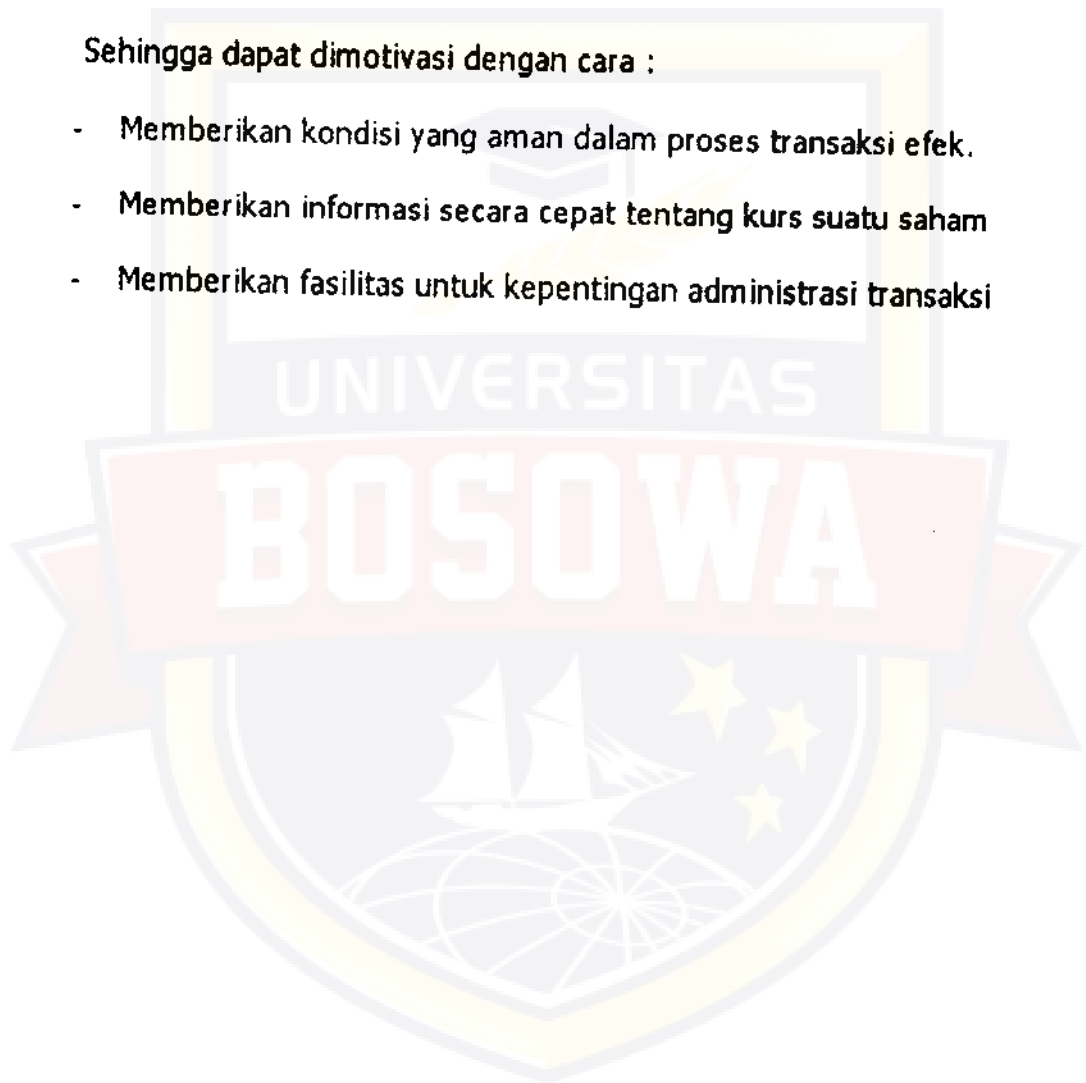 Sehingga dapat dimotivasi dengan cara :
- Memberikan kondisi yang aman dalam proses transaksi efek.
- Memberikan informasi secara cepat tentang kurs suatu saham
- Memberikan fasilitas untuk kepentingan administrasi transaksi
UNIVERSITAS
BOSOWA